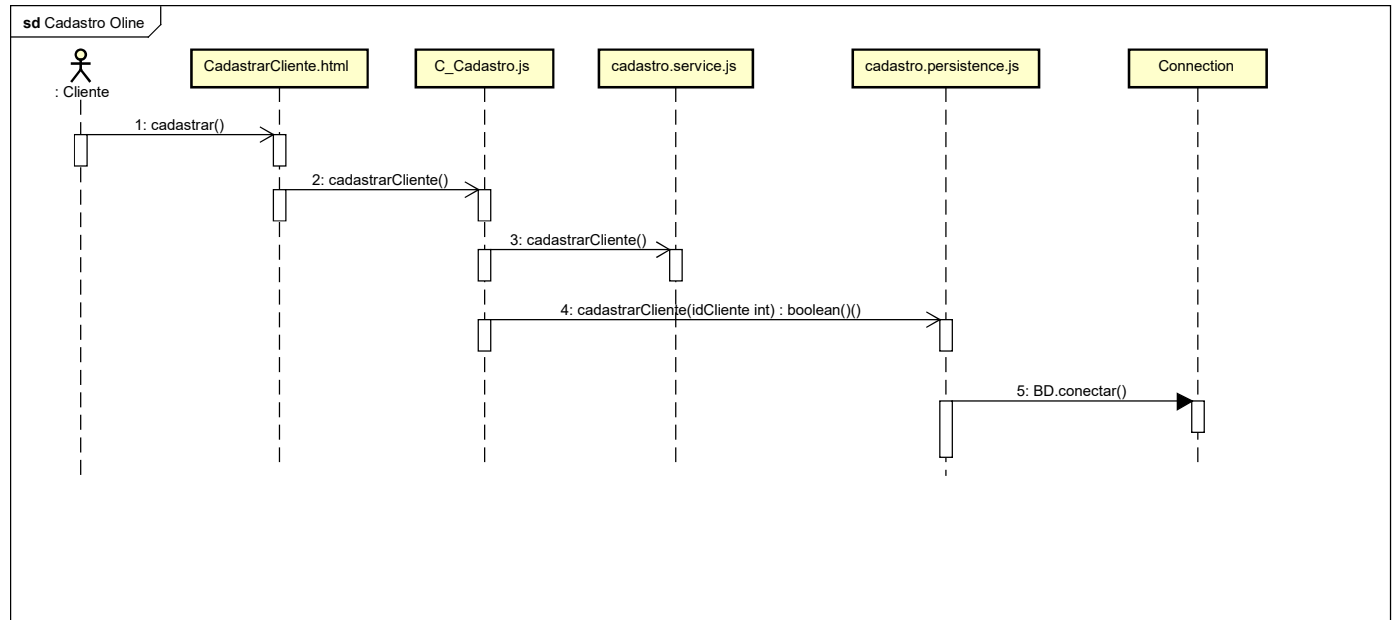 sd Cadastro Oline
: Cliente
CadastrarCliente.html
C_Cadastro.js
cadastro.service.js
cadastro.persistence.js
Connection
1: cadastrar()
2: cadastrarCliente()
3: cadastrarCliente()
4: cadastrarCliente(idCliente int) : boolean()()
5: BD.conectar()